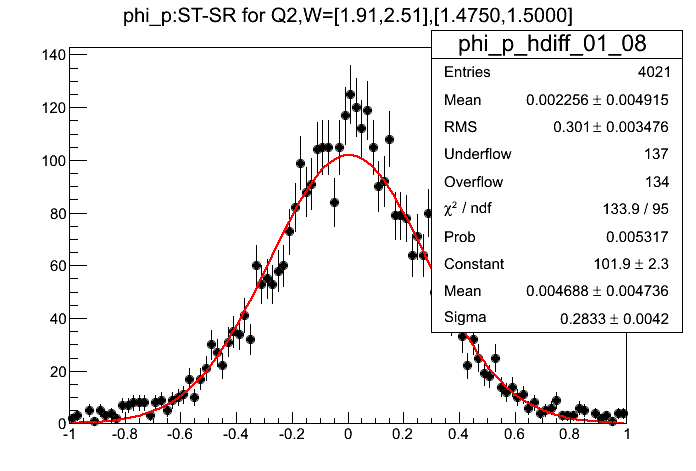 phi_p:ST-SR for Q2,W=[1.91,2.51],[1.4750,1.5000]
phi_p_hdiff_01_08
Entries 4021
Mean 0.002256 ± 0.004915
RMS 0.301 ± 0.003476
Underflow 137
Overflow 134
χ² / ndf 133.9 / 95
Prob 0.005317
Constant 101.9 ± 2.3
Mean 0.004688 ± 0.004736
Sigma 0.2833 ± 0.0042
140
120
100
80
60
40
20
0
-1 -0.8 -0.6 -0.4 -0.2 0 0.2 0.4 0.6 0.8 1